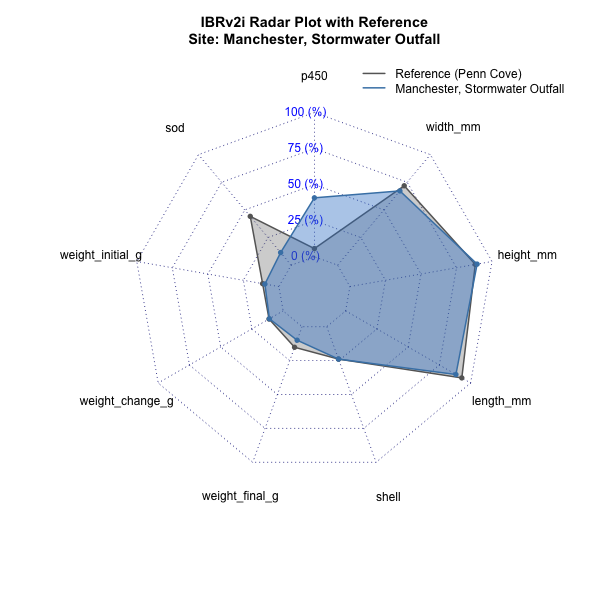 IBRv2i Radar Plot with Reference
Site: Manchester, Stormwater Outfall
p450
Reference (Penn Cove)
Manchester, Stormwater Outfall
100 (%)
sod
width_mm
75 (%)
50 (%)
25 (%)
weight_initial_g
0 (%)
height_mm
weight_change_g
length_mm
weight_final_g
shell